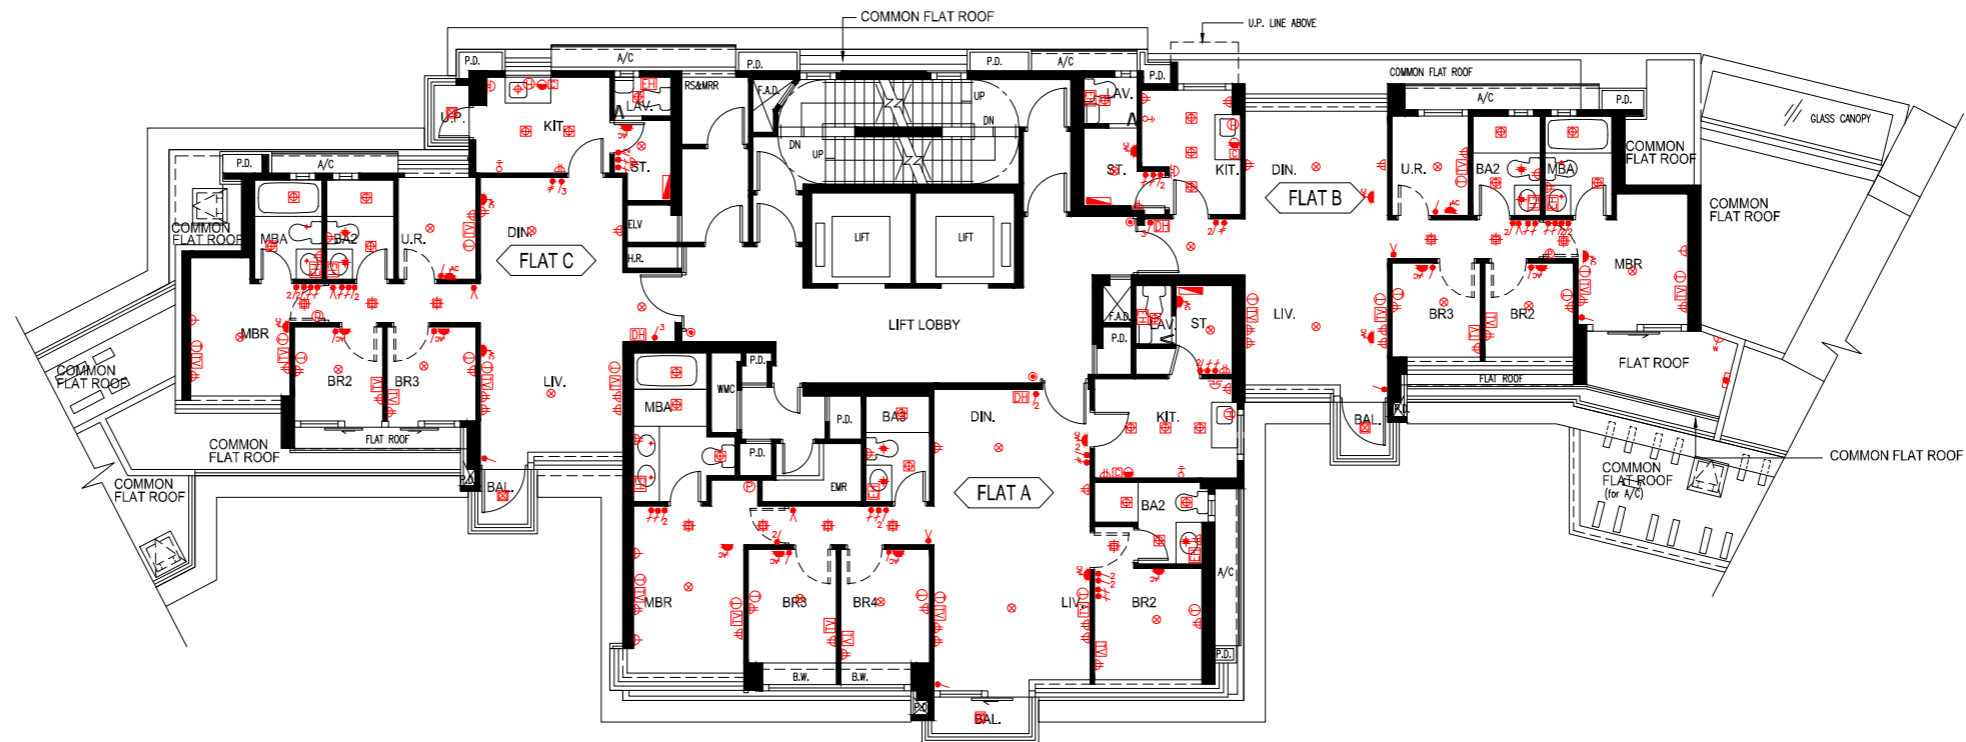 COMMON FLAT ROOF
U.P. LINE ABOVE
P.D.
A/C
P.D.
P.D.
A/C
P.D.
COMMON FLAT ROOF
A/C
P.D.
GLASS CANOPY
RS&MRR
F.A.D.
UP
DN
DN
UP
U.P.
KIT.
LAV.
ST.
LAV.
ST.
KIT.
DIN.
FLAT B
U.R.
BA2
MBA
COMMON
FLAT ROOF
COMMON
FLAT ROOF
P.D.
A/C
COMMON
FLAT ROOF
MBA
BA2
U.R.
DIN.
FLAT C
ELV
H.R.
LIFT
LIFT
DH
MBR
MBR
BR2
BR3
LIV.
DH
LIFT LOBBY
F.A.D.
P.D.
LAV.
ST.
LIV.
BR3
BR2
FLAT ROOF
FLAT ROOF
COMMON
FLAT ROOF
FLAT ROOF
COMMON
FLAT ROOF
COMMON
FLAT ROOF
P.D.
BAL.
MBA
WMC
P.D.
P.D.
P.D.
EMR
BA3
DIN.
DH
KIT.
FLAT A
BA2
BAL.
COMMON FLAT ROOF
COMMON
FLAT ROOF
(for A/C)
MBR
BR3
BR4
LIV.
BR2
A/C
P.D.
B.W.
B.W.
P.D.
BAL.